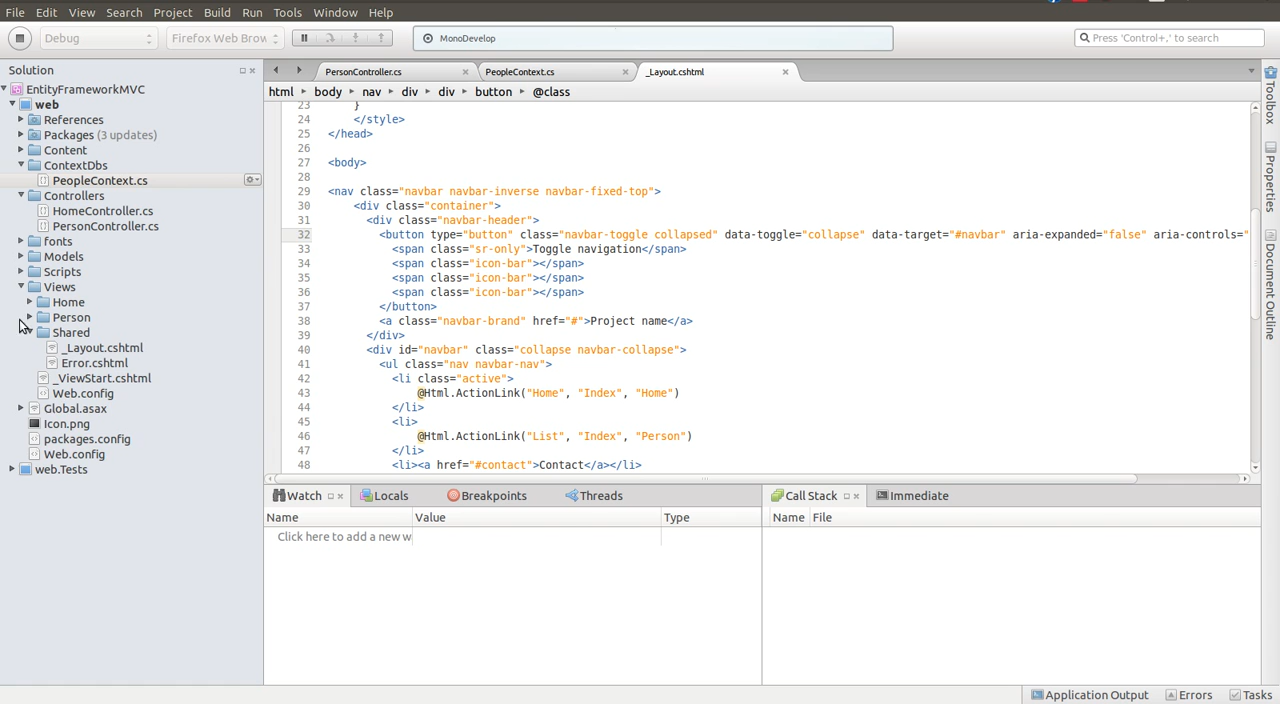 File Edit View Search Project Build Run Tools Window Help
Debug Firefox Web Brow MonoDevelop Press 'Control+,' to search
Solution
EntityFrameworkMVC
web
References
Packages (3 updates)
Content
ContextDbs
PeopleContext.cs
Controllers
HomeController.cs
PersonController.cs
fonts
Models
Scripts
Views
Home
Person
Shared
_Layout.cshtml
Error.cshtml
_ViewStart.cshtml
Web.config
Global.asax
Icon.png
packages.config
Web.config
web.Tests
PersonController.cs PeopleContext.cs _Layout.cshtml
html body nav div div button @class
23 }
24 </style>
25 </head>
26
27 <body>
28
29 <nav class="navbar navbar-inverse navbar-fixed-top">
30 <div class="container">
31 <div class="navbar-header">
32 <button type="button" class="navbar-toggle collapsed" data-toggle="collapse" data-target="#navbar" aria-expanded="false" aria-controls="
33 <span class="sr-only">Toggle navigation</span>
34 <span class="icon-bar"></span>
35 <span class="icon-bar"></span>
36 <span class="icon-bar"></span>
37 </button>
38 <a class="navbar-brand" href="#">Project name</a>
39 </div>
40 <div id="navbar" class="collapse navbar-collapse">
41 <ul class="nav navbar-nav">
42 <li class="active">
43 @Html.ActionLink("Home", "Index", "Home")
44 </li>
45 <li>
46 @Html.ActionLink("List", "Index", "Person")
47 </li>
48 <li><a href="#contact">Contact</a></li>
Toolbox
Properties
Document Outline
Watch Locals Breakpoints Threads
Name Value Type
Click here to add a new w
Call Stack Immediate
Name File
Application Output Errors Tasks